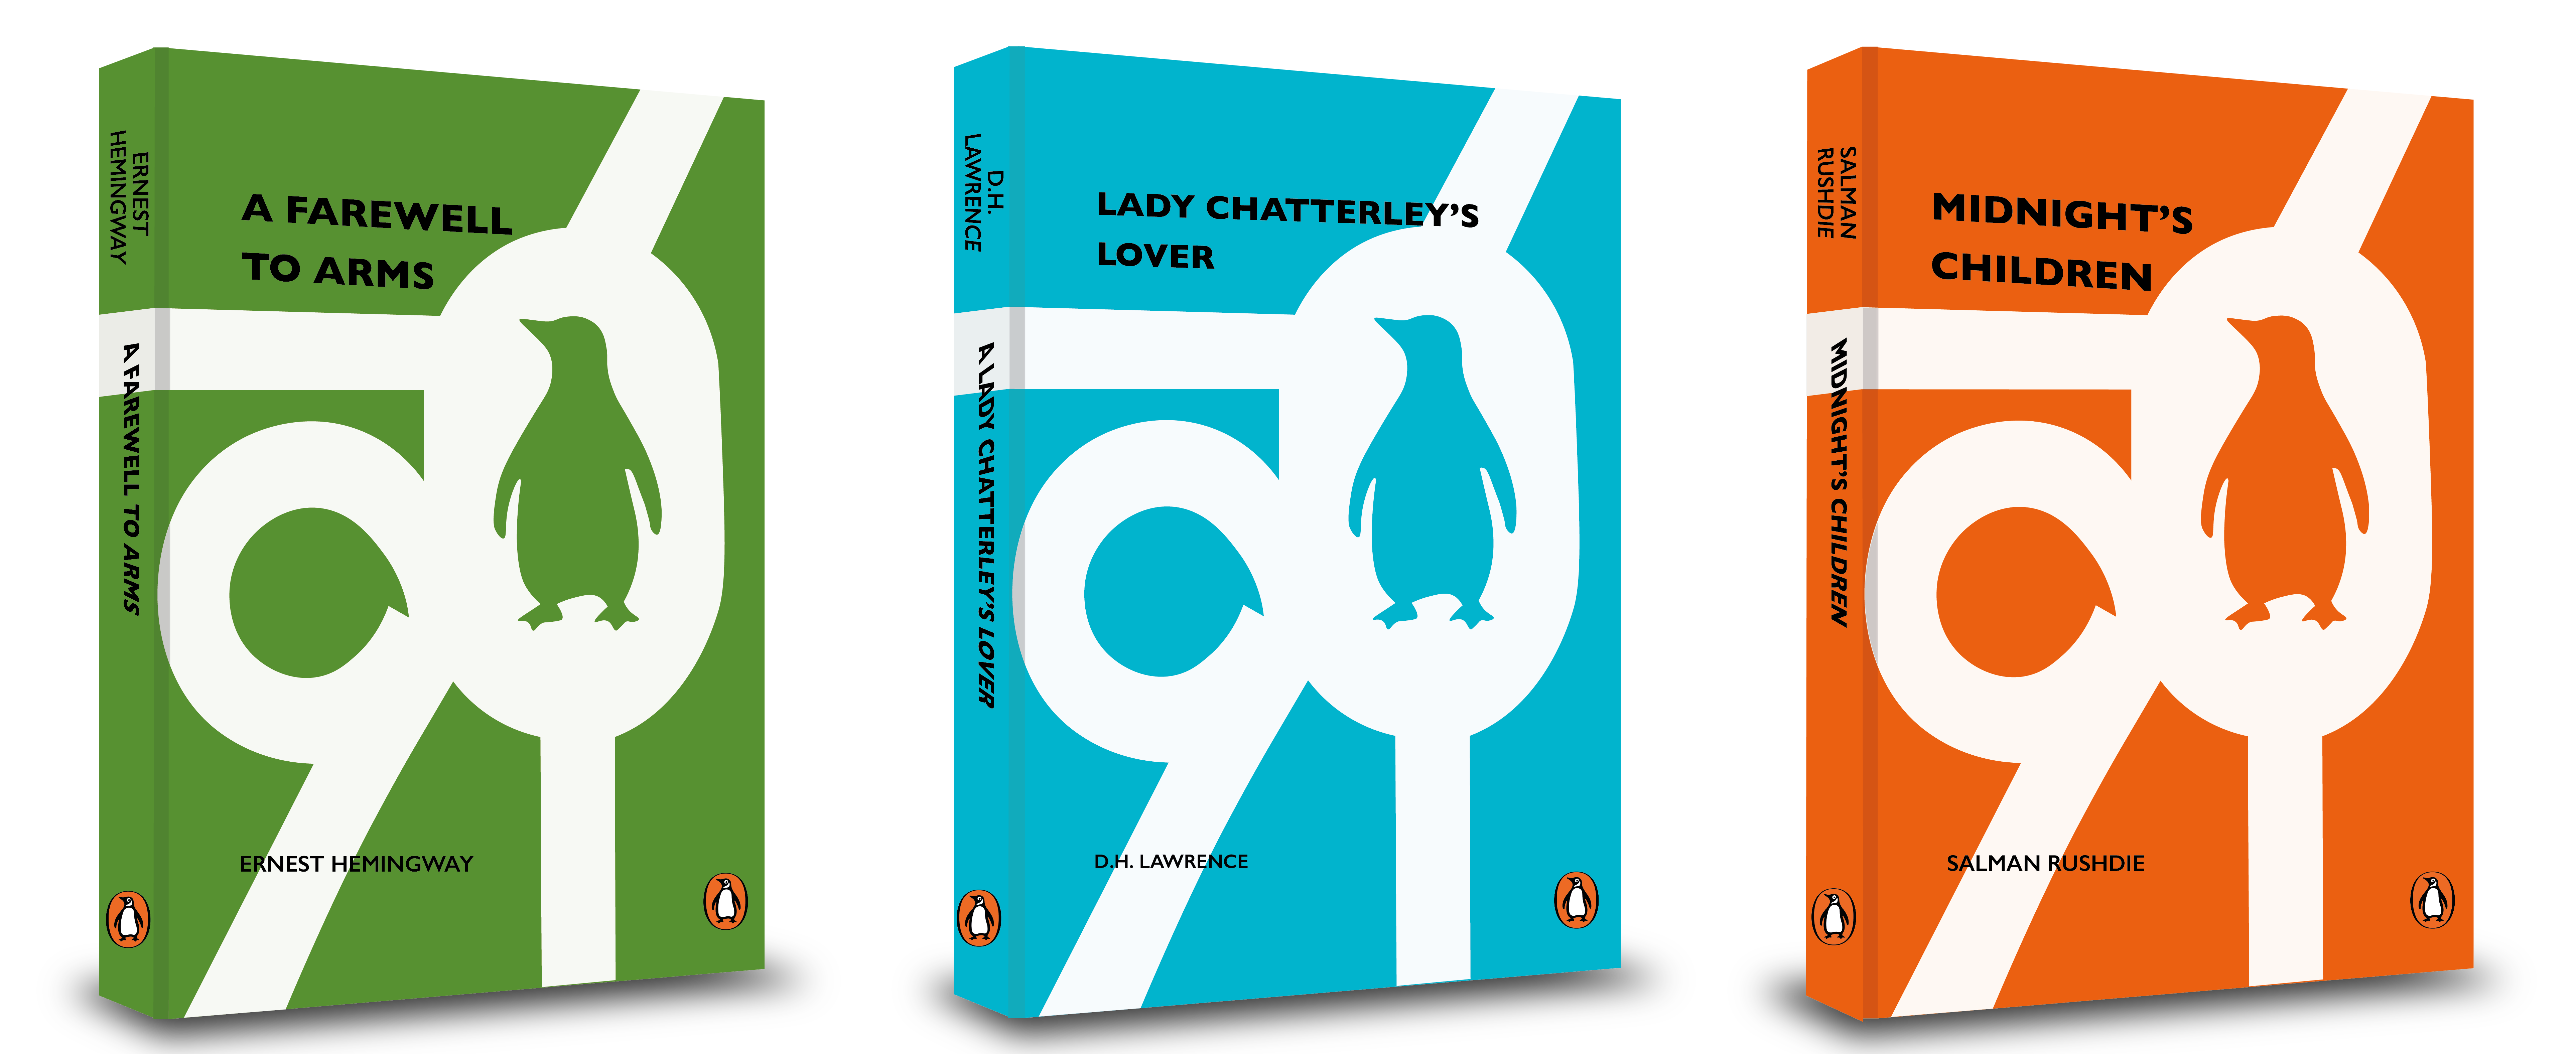 ERNEST
HEMINGWAY
A FAREWELL TO ARMS
A FAREWELL
TO ARMS
ERNEST HEMINGWAY
D.H.
LAWRENCE
A LADY CHATTERLEY'S LOVER
LADY CHATTERLEY'S
LOVER
D.H. LAWRENCE
SALMAN
RUSHDIE
MIDNIGHT'S CHILDREN
MIDNIGHT'S
CHILDREN
SALMAN RUSHDIE